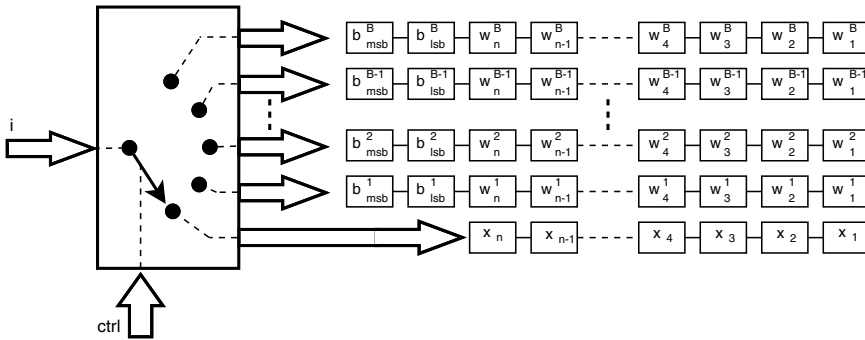 b^B_msb b^B_lsb w^B_n w^B_n-1 w^B_4 w^B_3 w^B_2 w^B_1
b^B-1_msb b^B-1_lsb w^B-1_n w^B-1_n-1 w^B-1_4 w^B-1_3 w^B-1_2 w^B-1_1
i
b^2_msb b^2_lsb w^2_n w^2_n-1 w^2_4 w^2_3 w^2_2 w^2_1
b^1_msb b^1_lsb w^1_n w^1_n-1 w^1_4 w^1_3 w^1_2 w^1_1
x_n x_n-1 x_4 x_3 x_2 x_1
ctrl